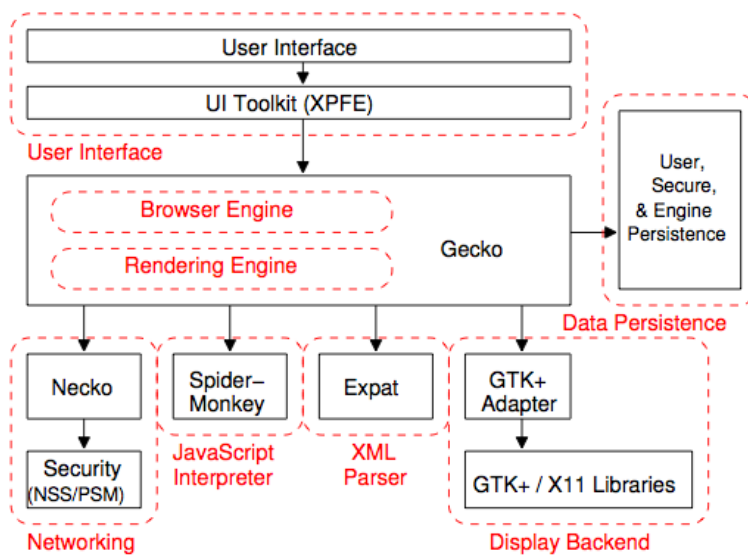 User Interface
UI Toolkit (XPFE)
User Interface
User,
Secure,
& Engine
Persistence
Data Persistence
Browser Engine
Rendering Engine
Gecko
Necko
Security
(NSS/PSM)
Networking
Spider–
Monkey
JavaScript
Interpreter
Expat
XML
Parser
GTK+
Adapter
GTK+ / X11 Libraries
Display Backend